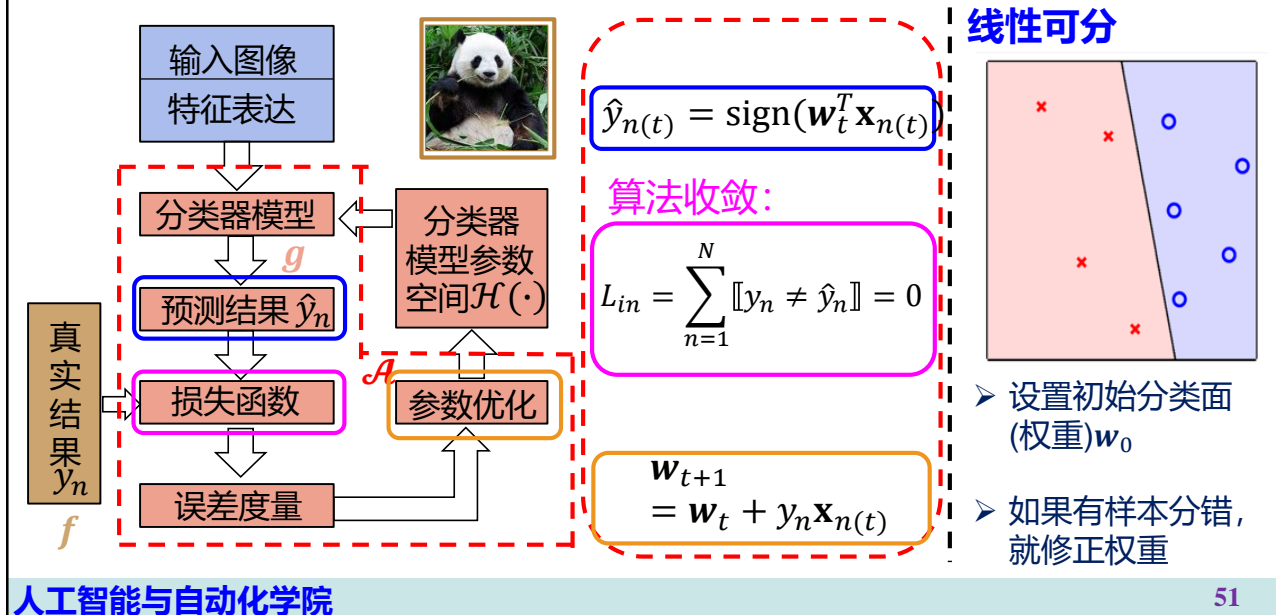 输入图像
特征表达
分类器模型
g
预测结果 ŷₙ
损失函数
误差度量
真实结果 yₙ
f
分类器
模型参数
空间ℋ(·)
𝒜
参数优化
ŷₙ₍ₜ₎ = sign(𝒘ₜᵀ𝐱ₙ₍ₜ₎)
算法收敛：
L_{in} = \sum_{n=1}^{N} ⟦yₙ ≠ ŷₙ⟧ = 0
𝒘ₜ₊₁
= 𝒘ₜ + yₙ𝐱ₙ₍ₜ₎
线性可分
➢ 设置初始分类面
(权重)𝒘₀
➢ 如果有样本分错，
就修正权重
人工智能与自动化学院
51